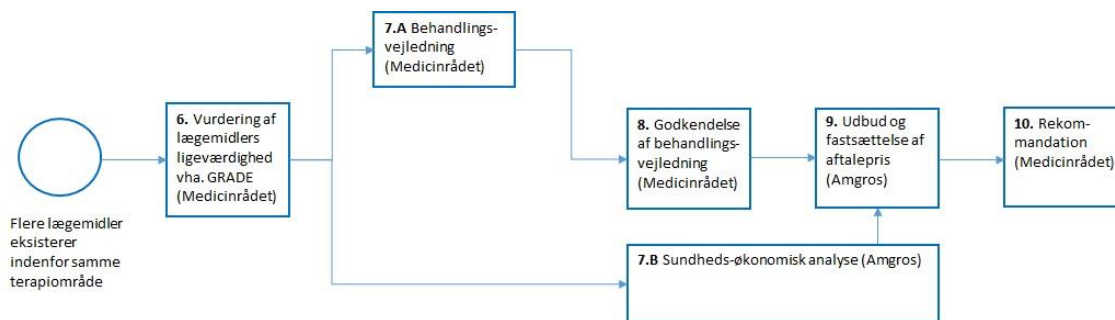 Flere lægemidler
eksisterer
indenfor samme
terapiområde
6. Vurdering af
lægemidlers
ligeværdighed
vha. GRADE
(Medicinrådet)
7.A Behandlings-
vejledning
(Medicinrådet)
7.B Sundheds-økonomisk analyse (Amgros)
8. Godkendelse
af behandlings-
vejledning
(Medicinrådet)
9. Udbud og
fastsættelse af
aftalepris
(Amgros)
10. Rekom-
mandation
(Medicinrådet)